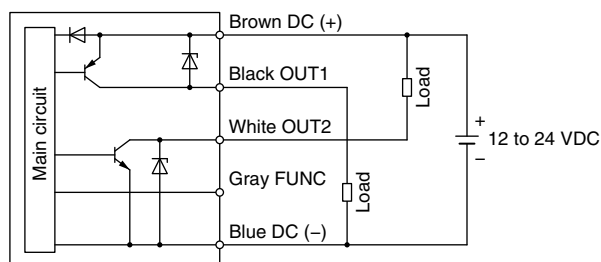 Brown DC (+)
Black OUT1
White OUT2
Gray FUNC
Blue DC (−)
Main circuit
Load
Load
+
12 to 24 VDC
−